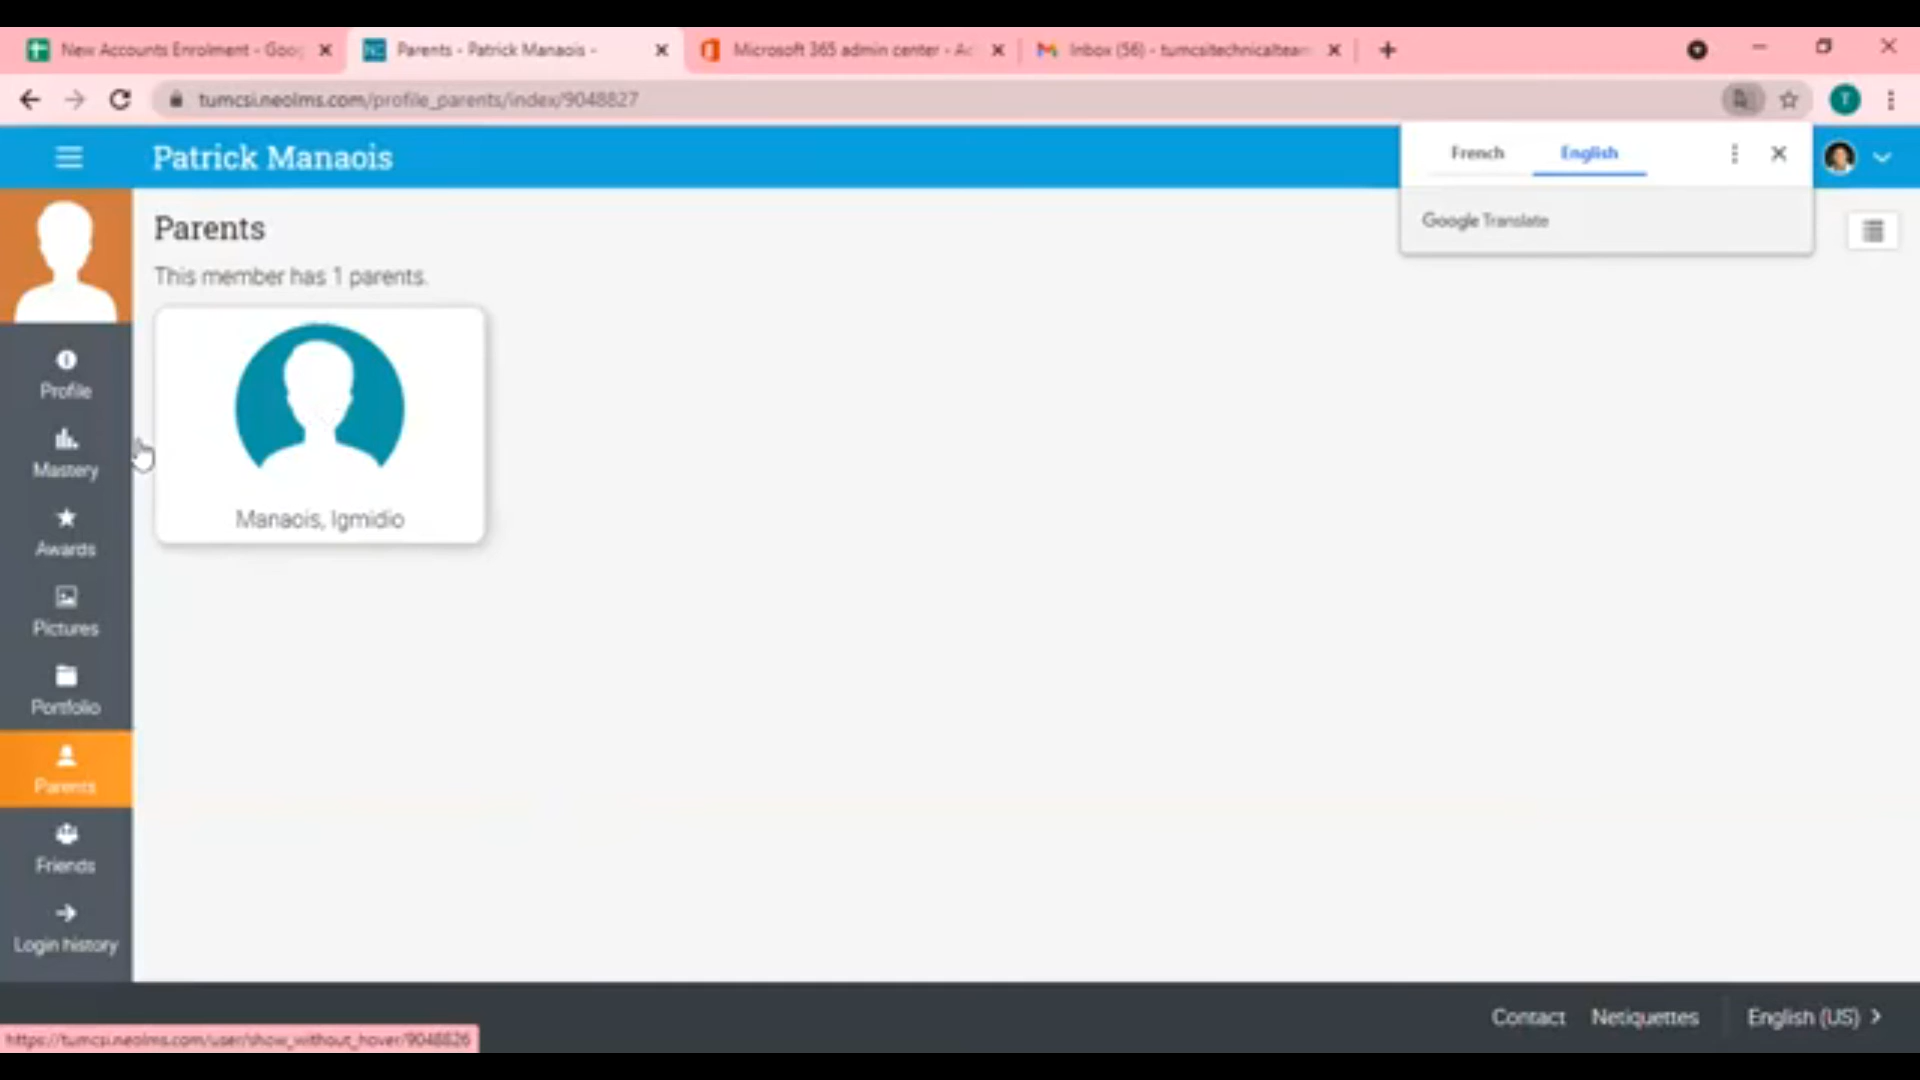 New Accounts Enrolment - Goog
Parents - Patrick Manaois -
Microsoft 365 admin center - Ac
Inbox (56) - tumcsitechnicalteam
tumcsi.neolms.com/profile_parents/index/9048827
T
Patrick Manaois
French
English
Google Translate
Parents
This member has 1 parents.
Manaois, Igmidio
Profile
Mastery
Awards
Pictures
Portfolio
Parents
Friends
Login history
Contact
Netiquettes
English (US)
https://tumcsi.neolms.com/user/show_without_hover/9048826